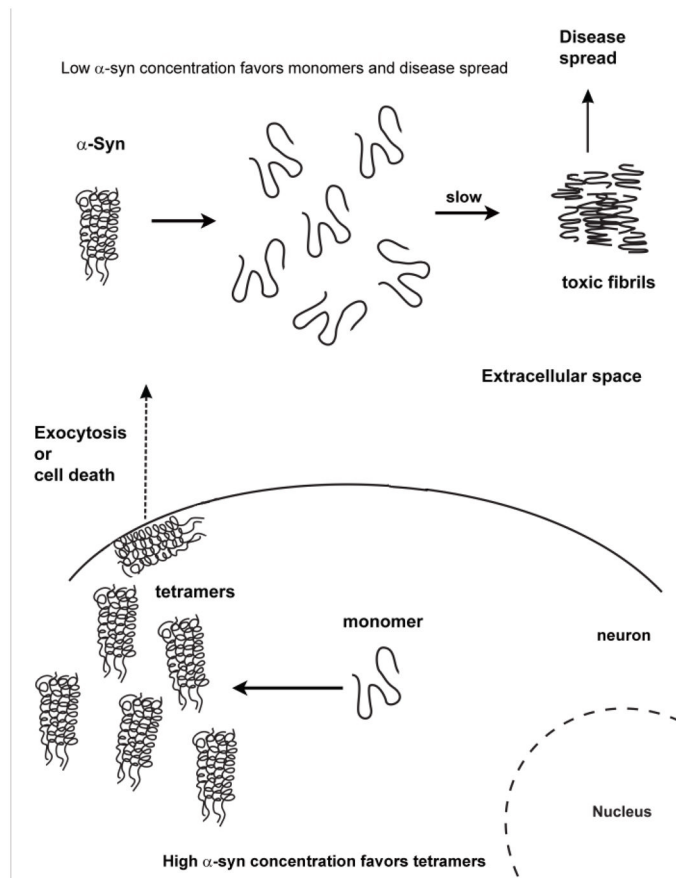 Disease
spread
Low α-syn concentration favors monomers and disease spread
α-Syn
slow
toxic fibrils
Extracellular space
Exocytosis
or
cell death
tetramers
monomer
neuron
Nucleus
High α-syn concentration favors tetramers